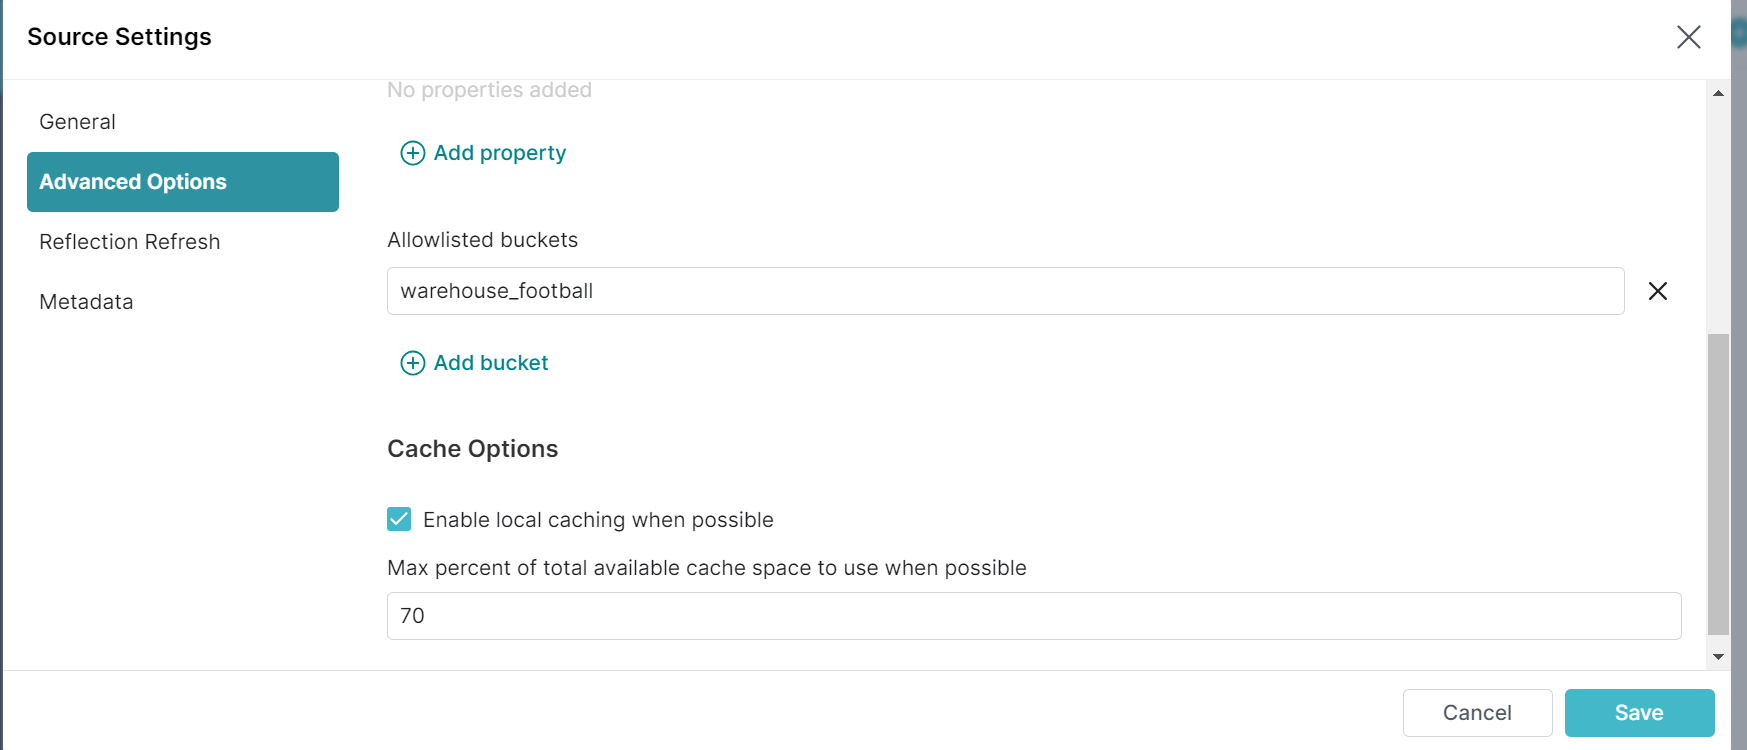 Source Settings
General
Advanced Options
Reflection Refresh
Metadata
No properties added
Add property
Allowlisted buckets
warehouse_football
Add bucket
Cache Options
Enable local caching when possible
Max percent of total available cache space to use when possible
70
Cancel
Save